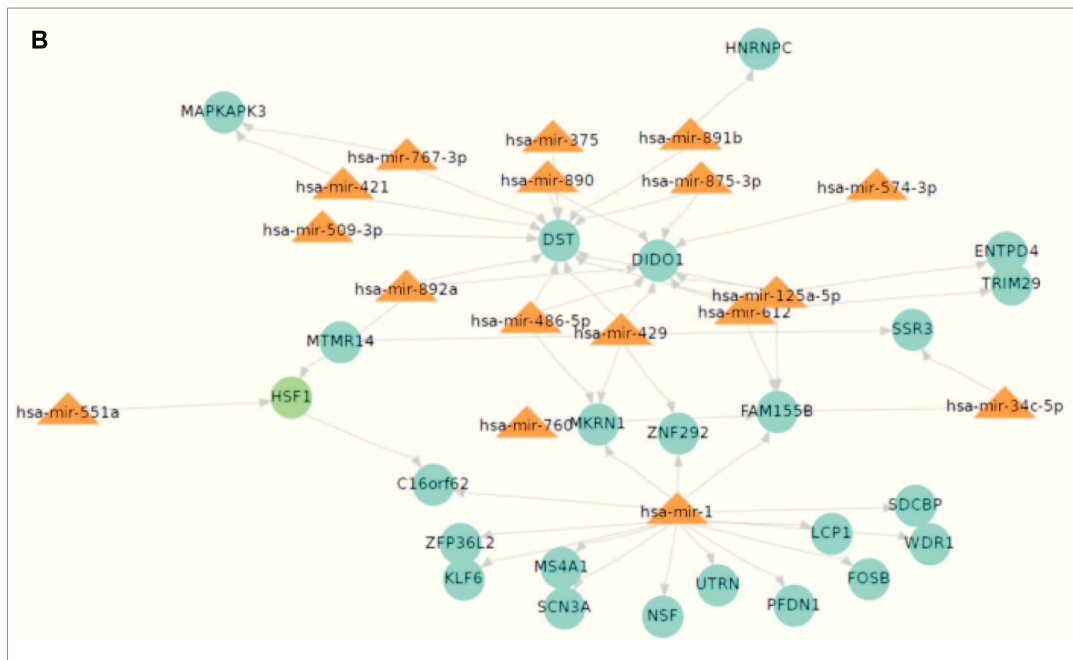 B
HNRNPC
MAPKAPK3
hsa-mir-375
hsa-mir-891b
hsa-mir-767-3p
hsa-mir-421
hsa-mir-890
hsa-mir-875-3p
hsa-mir-574-3p
hsa-mir-509-3p
DST
DIDO1
ENTPD4
TRIM29
hsa-mir-892a
hsa-mir-125a-5p
hsa-mir-612
hsa-mir-486-5p
hsa-mir-429
SSR3
MTMR14
HSF1
hsa-mir-551a
hsa-mir-34c-5p
FAM155B
hsa-mir-760
MKRN1
ZNF292
C16orf62
hsa-mir-1
SDCBP
LCP1
WDR1
ZFP36L2
KLF6
MS4A1
SCN3A
NSF
UTRN
PFDN1
FOSB